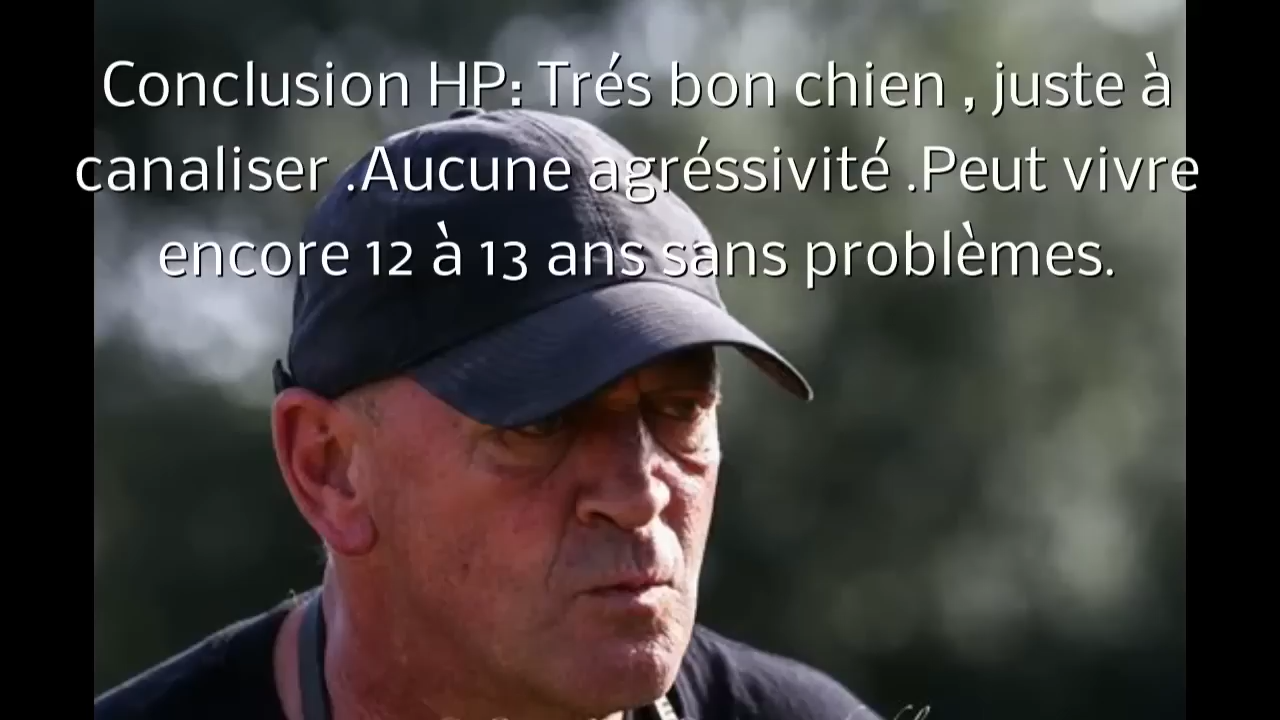 Conclusion HP: Trés bon chien , juste à
canaliser .Aucune agréssivité .Peut vivre
encore 12 à 13 ans sans problèmes.